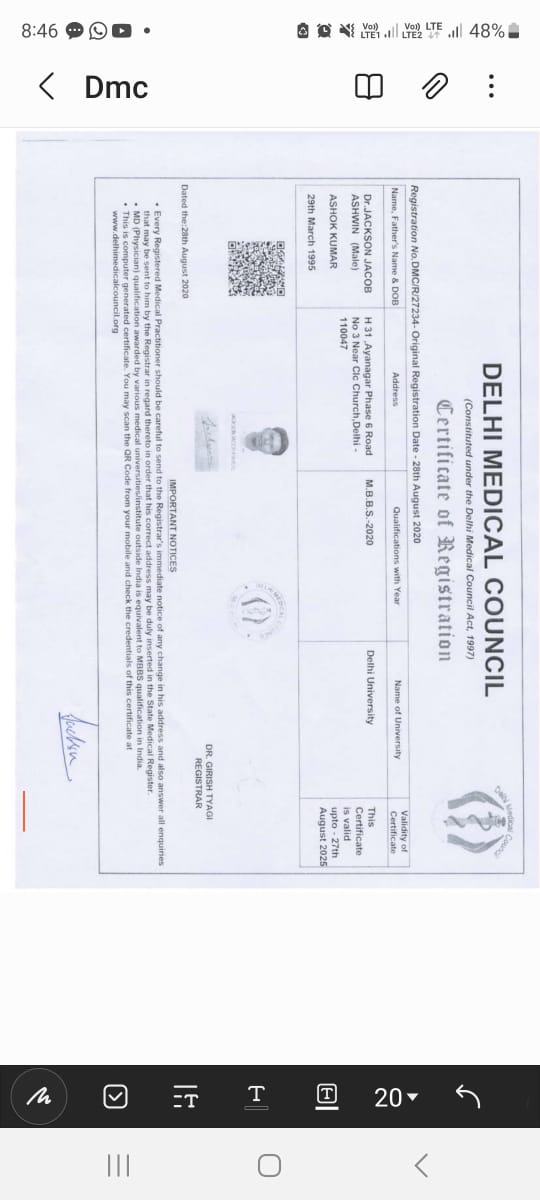 8:46
Vo)) LTE1
Vo)) LTE LTE2
48%
Dmc
DELHI MEDICAL COUNCIL
(Constituted under the Delhi Medical Council Act, 1997)
Certificate of Registration
Delhi Medical Council
Registration No.DMC/R/27234- Original Registration Date - 28th August 2020
Name, Father's Name & DOB
Address
Qualifications with Year
Name of University
Validity of
Certificate
Dr.JACKSON JACOB
ASHWIN (Male)
ASHOK KUMAR
29th March 1995
H 31 ,Ayanagar Phase 6 Road
No 3 Near Clc Church,Delhi -
110047
M.B.B.S.-2020
Delhi University
This
Certificate
is valid
upto - 27th
August 2025
DR. GIRISH TYAGI
REGISTRAR
Dated the:28th August 2020
IMPORTANT NOTICES
• Every Registered Medical Practitioner should be careful to send to the Registrar's immediate notice of any change in his address and also answer all enquiries
that may be sent to him by the Registrar in regard thereto in order that his correct address may be duly inserted in the State Medical Register.
• MD (Physician) qualification awarded by various medical universities/institute outside India is equivalent to MBBS qualification in India.
• This is computer generated certificate. You may scan the QR Code from your mobile and check the credentials of this certificate at
www.delhimedicalcouncil.org
Jackson
T
T
T
20